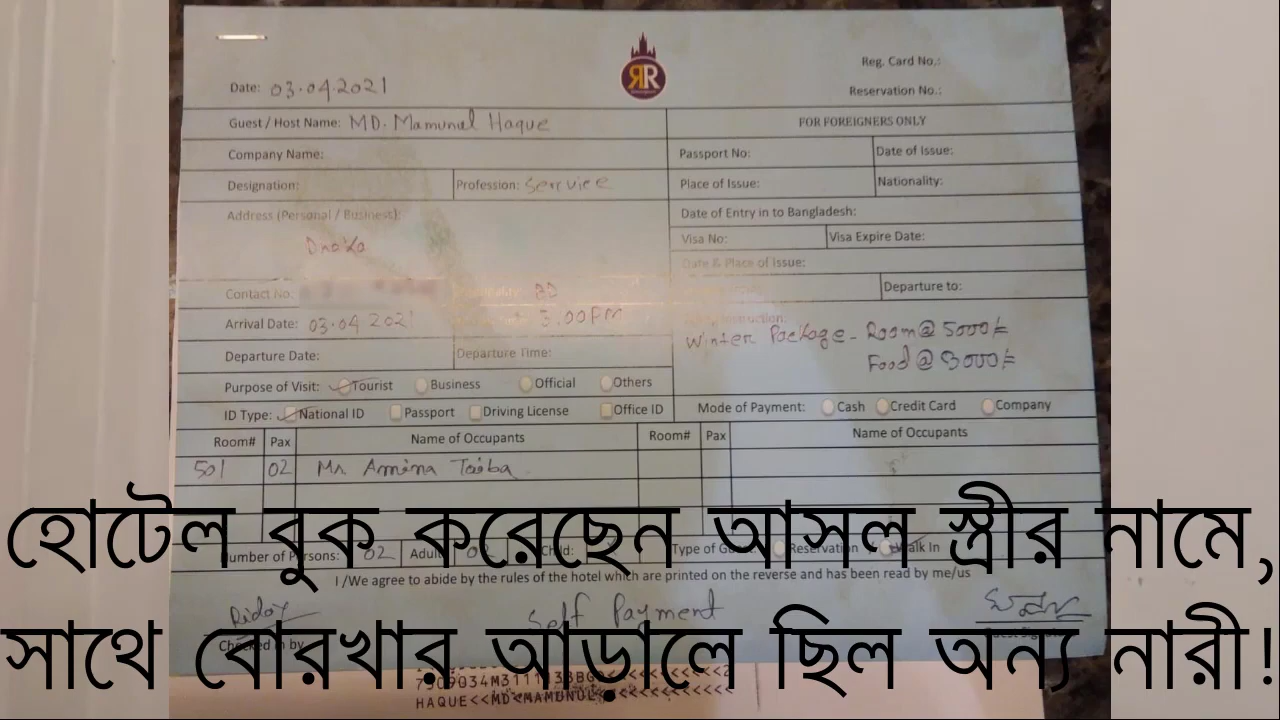 Reg. Card No.:
Date: 03.04.2021
Reservation No.:
Guest / Host Name: MD. Mamunul Haque
FOR FOREIGNERS ONLY
Company Name:
Passport No: Date of Issue:
Designation: Profession: Service
Place of Issue: Nationality:
Address (Personal / Business):
Date of Entry in to Bangladesh:
Dhaka
Visa No: Visa Expire Date:
Date & Place of Issue:
Contact No: BD
Departure to:
Arrival Date: 03.04 2021 3.00PM
Winter Package - Room @ 5000/=
Food @ 3000/=
Departure Date: Departure Time:
Purpose of Visit: Tourist Business Official Others
ID Type: National ID Passport Driving License Office ID
Mode of Payment: Cash Credit Card Company
Room# Pax Name of Occupants Room# Pax Name of Occupants
501 02 Mr. Amina Taiba
হোটেল বুক করেছেন আসল স্ত্রীর নামে,
Number of Persons: 02 Adult 02 Child: Type of Reservation Walk In
I /We agree to abide by the rules of the hotel which are printed on the reverse and has been read by me/us
Ridoy Self Payment
Checked in by
সাথে বোরখার আড়ালে ছিল অন্য নারী!
HAQUE<<MD<MAMUNUL<